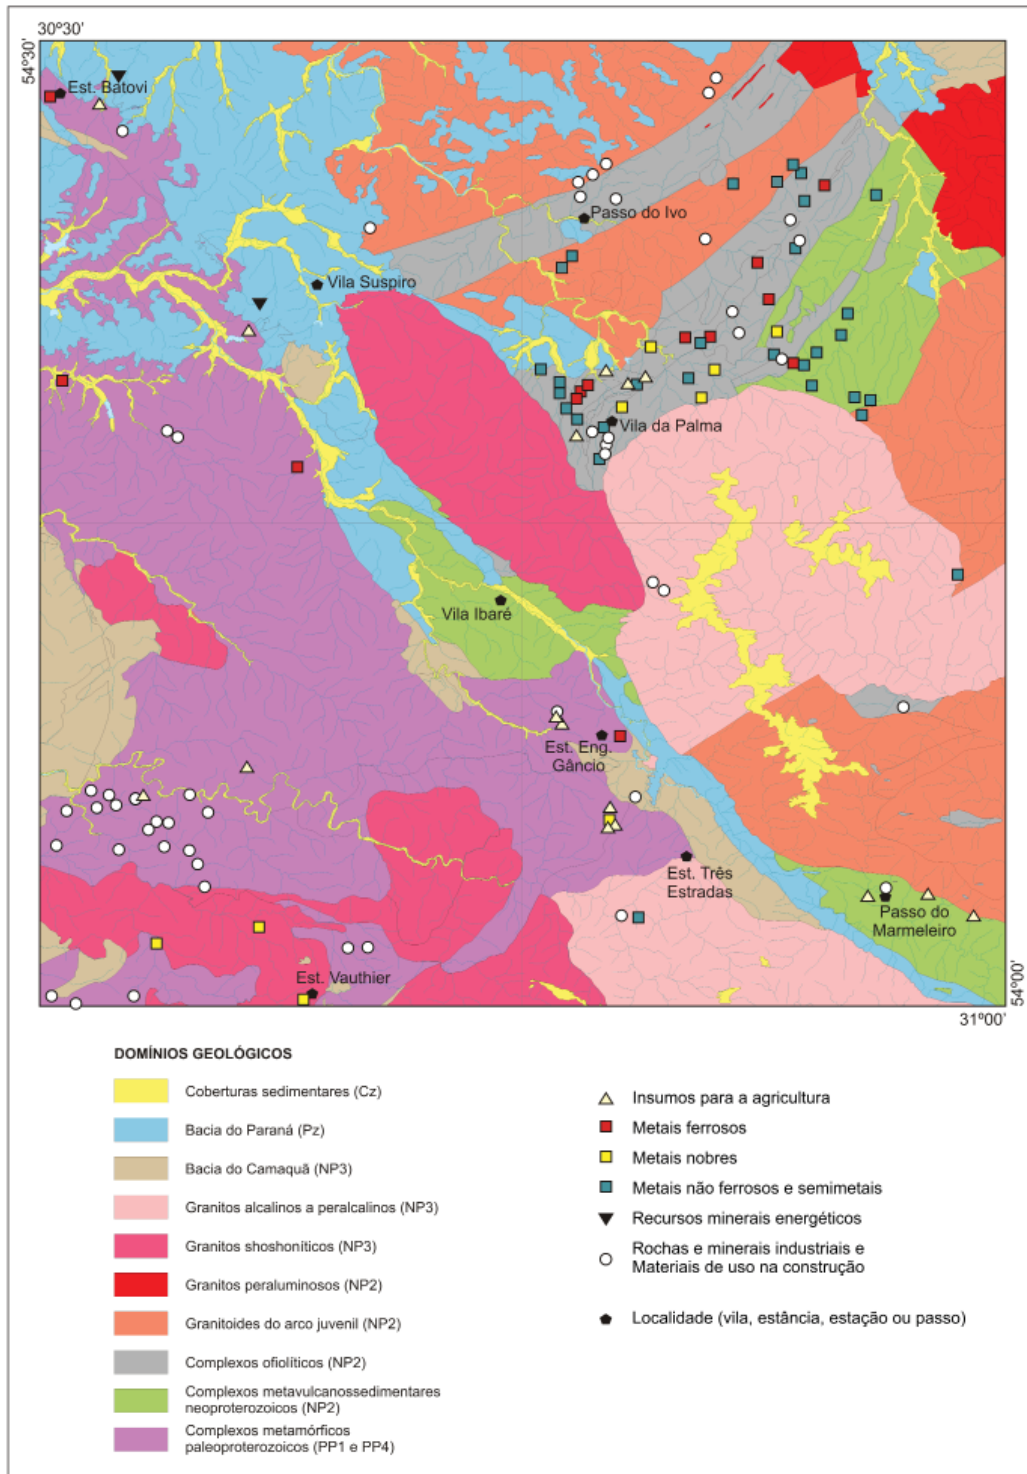 30º30'
54º30'
Est. Batovi
Passo do Ivo
Vila Suspiro
Vila da Palma
Vila Ibaré
Est. Eng.
Gâncio
Est. Três
Estradas
Passo do
Marmeleiro
Est. Vauthier
54º00'
31º00'
DOMÍNIOS GEOLÓGICOS
Coberturas sedimentares (Cz)
Bacia do Paraná (Pz)
Bacia do Camaquã (NP3)
Granitos alcalinos a peralcalinos (NP3)
Granitos shoshoníticos (NP3)
Granitos peraluminosos (NP2)
Granitoides do arco juvenil (NP2)
Complexos ofiolíticos (NP2)
Complexos metavulcanossedimentares
neoproterozoicos (NP2)
Complexos metamórficos
paleoproterozoicos (PP1 e PP4)
Insumos para a agricultura
Metais ferrosos
Metais nobres
Metais não ferrosos e semimetais
Recursos minerais energéticos
Rochas e minerais industriais e
Materiais de uso na construção
Localidade (vila, estância, estação ou passo)